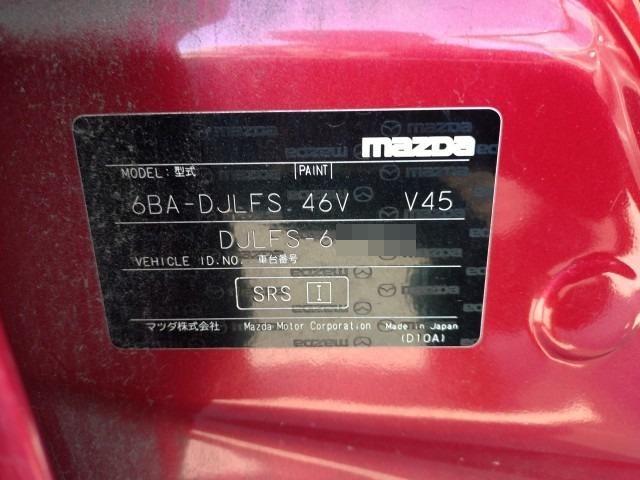 mazda
MODEL:型式 PAINT
6BA-DJLFS 46V V45
DJLFS-6
VEHICLE ID.NO. 車台番号
SRS I
マツダ株式会社 Mazda Motor Corporation Made in Japan
(D10A)